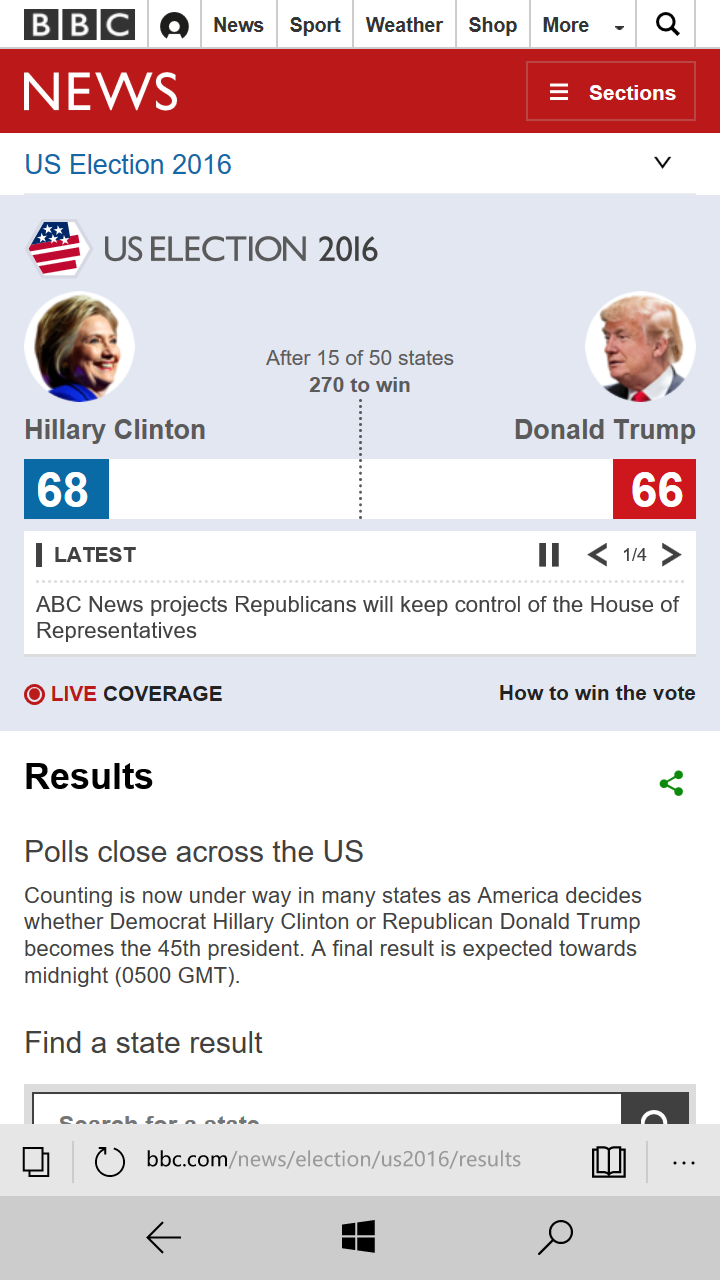 BBC News Sport Weather Shop More
NEWS Sections
US Election 2016
US ELECTION 2016
After 15 of 50 states
270 to win
Hillary Clinton Donald Trump
68 66
LATEST 1/4
ABC News projects Republicans will keep control of the House of
Representatives
LIVE COVERAGE How to win the vote
Results
Polls close across the US
Counting is now under way in many states as America decides
whether Democrat Hillary Clinton or Republican Donald Trump
becomes the 45th president. A final result is expected towards
midnight (0500 GMT).
Find a state result
Search for a state
bbc.com/news/election/us2016/results